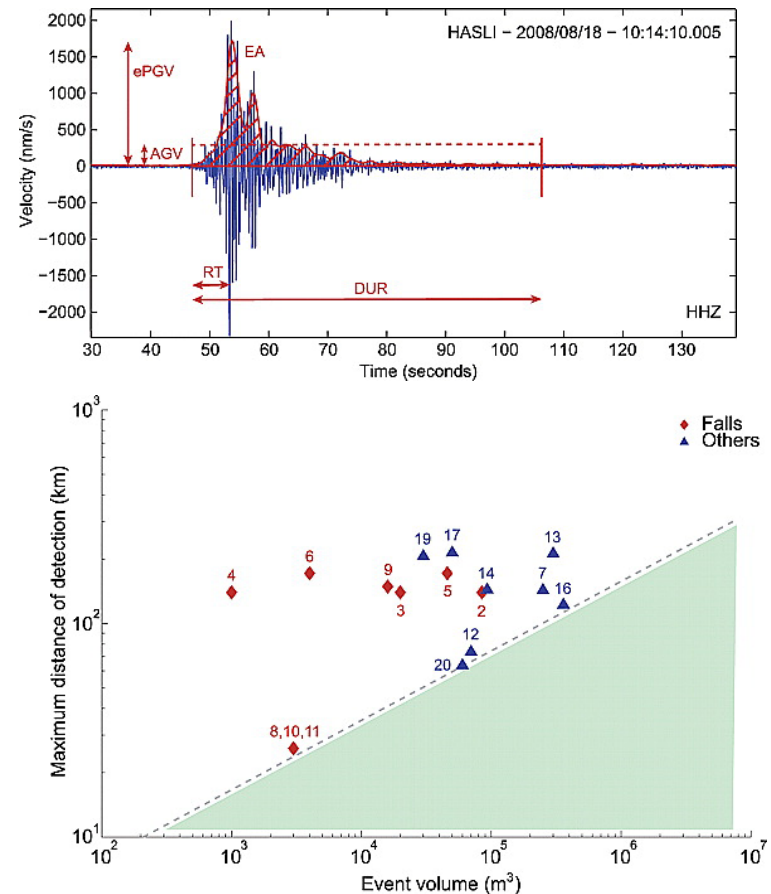 HASLI − 2008/08/18 − 10:14:10.005
2000
1500
1000
500
0
−500
−1000
−1500
−2000
Velocity (nm/s)
ePGV
EA
AGV
RT
DUR
HHZ
30 40 50 60 70 80 90 100 110 120 130
Time (seconds)
10³
10²
10¹
Maximum distance of detection (km)
Falls
Others
19 17 13
4 6 9 3 5 14 2 7 16
12
20
8,10,11
10² 10³ 10⁴ 10⁵ 10⁶ 10⁷
Event volume (m³)